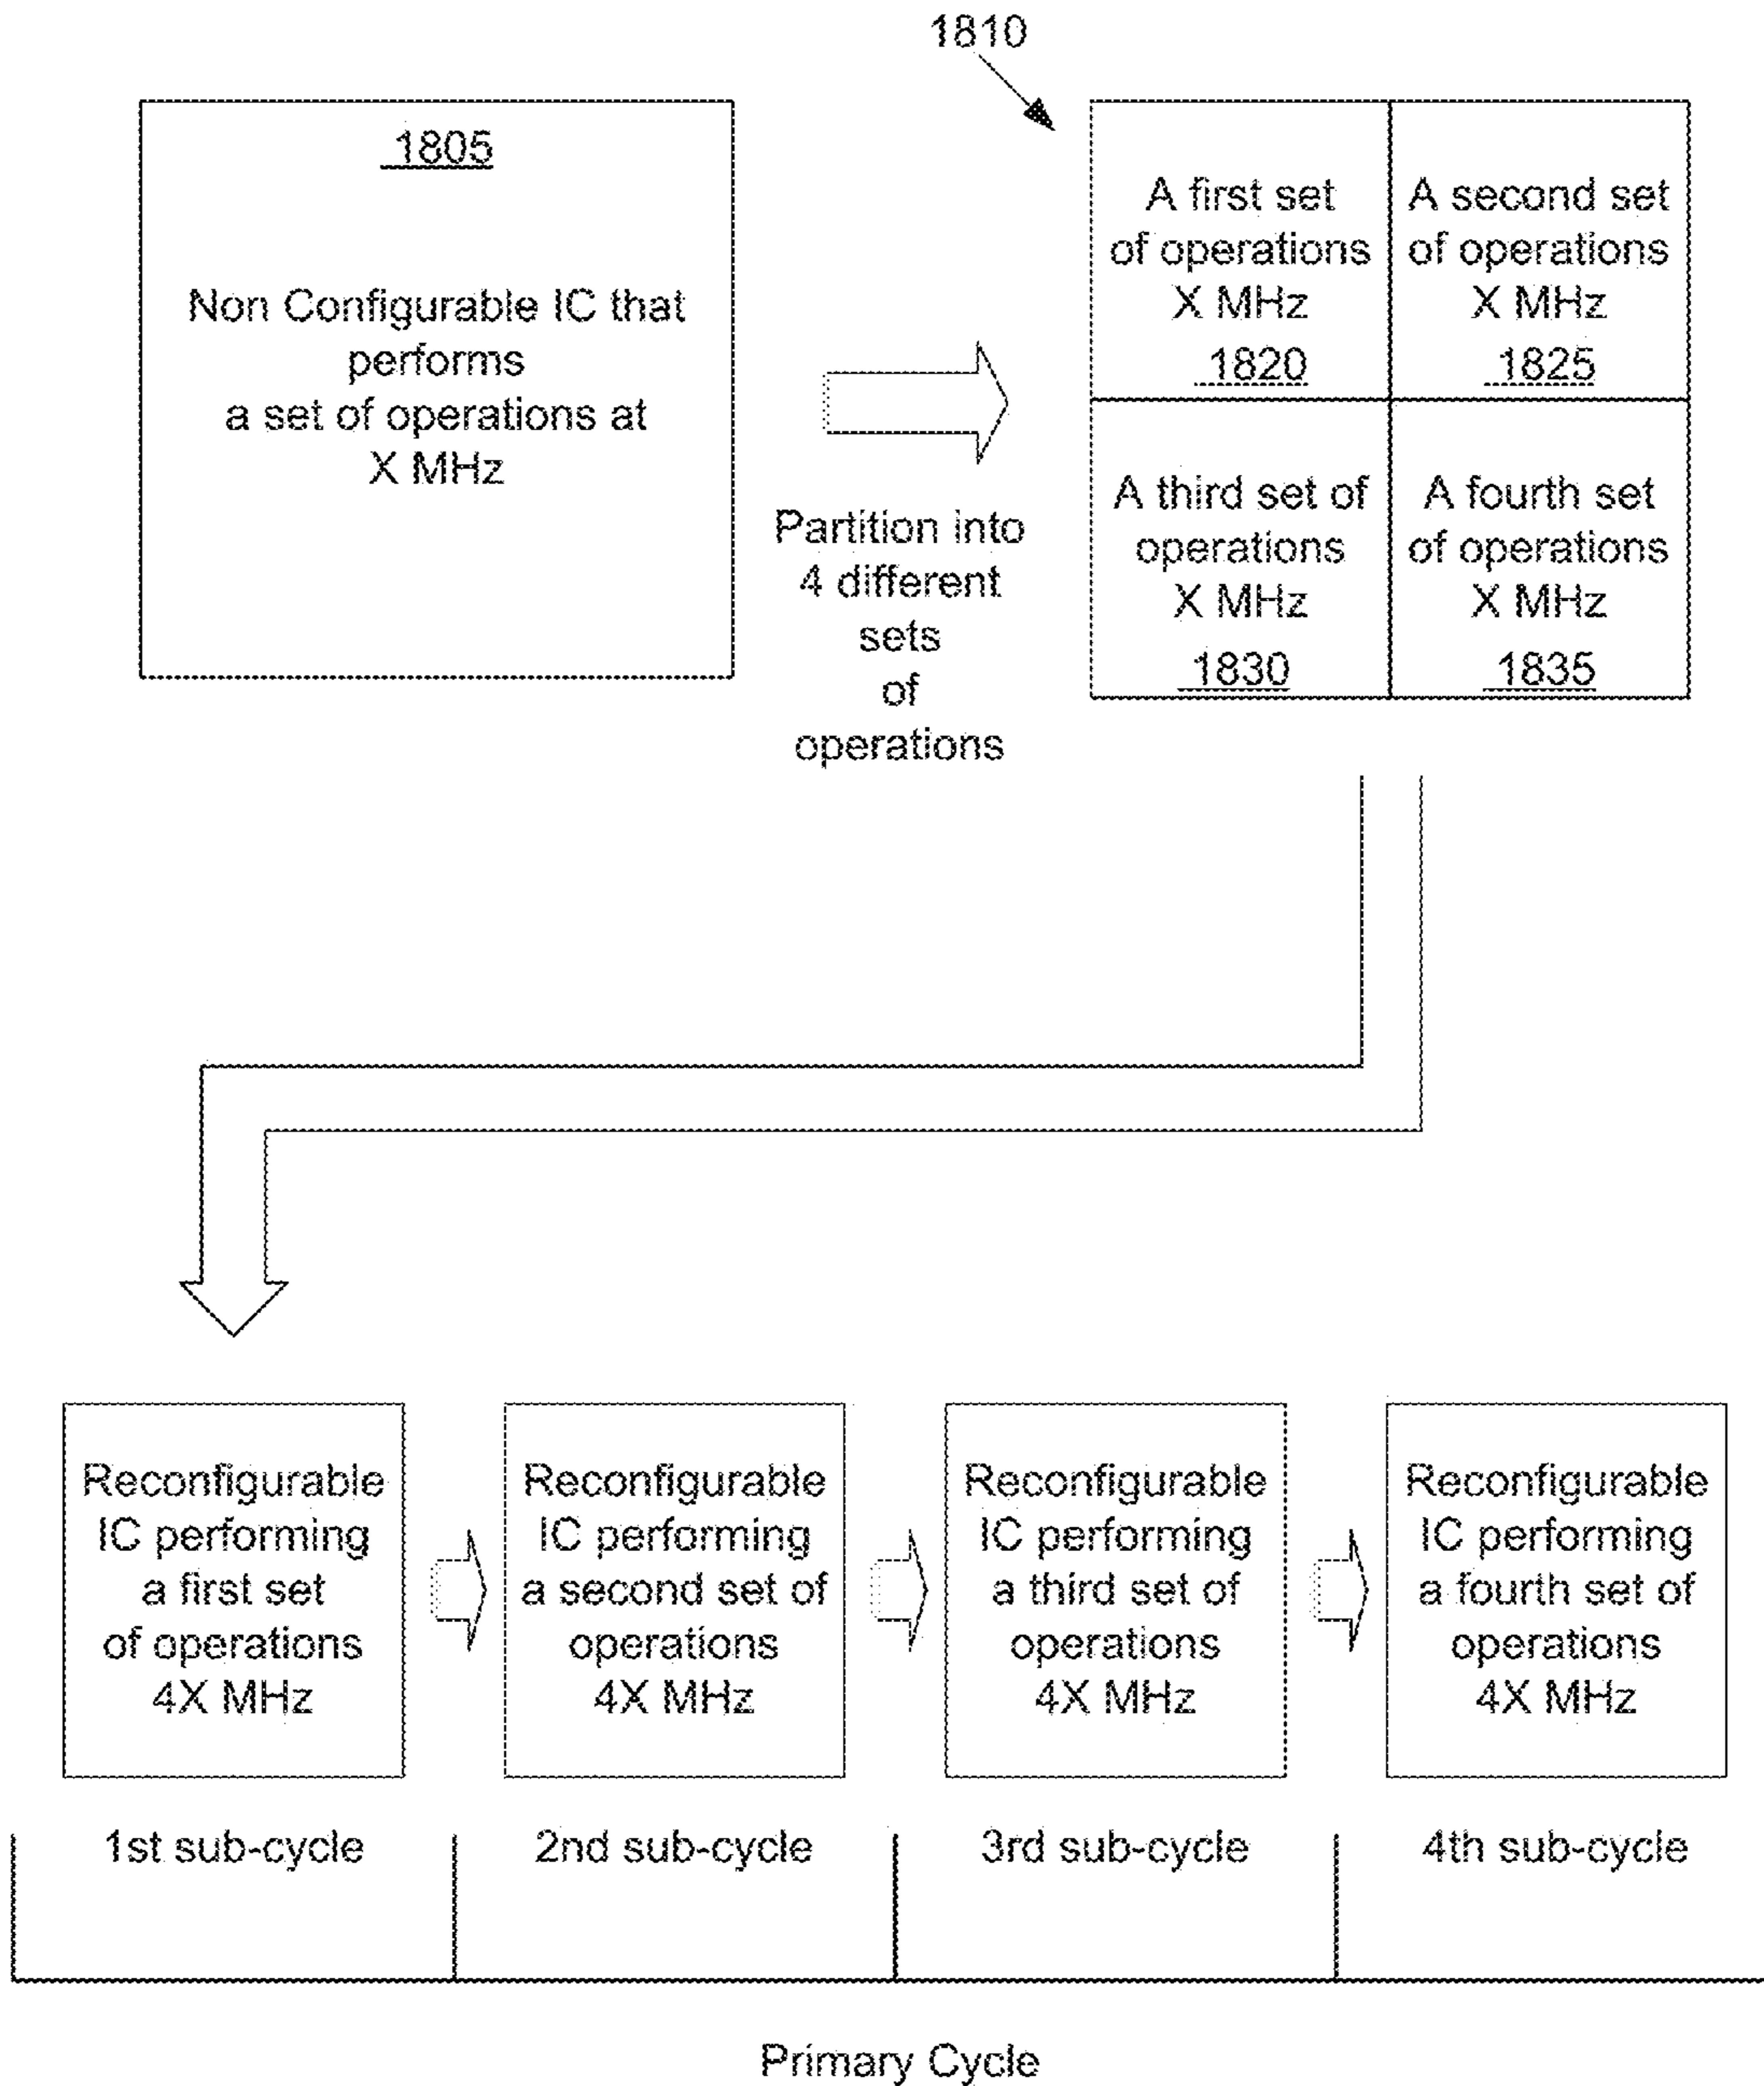 1810
1805
Non Configurable IC that
performs
a set of operations at
X MHz
Partition into
4 different
sets
of
operations
A first set
of operations
X MHz
1820
A second set
of operations
X MHz
1825
A third set of
operations
X MHz
1830
A fourth set
of operations
X MHz
1835
Reconfigurable
IC performing
a first set
of operations
4X MHz
Reconfigurable
IC performing
a second set of
operations
4X MHz
Reconfigurable
IC performing
a third set of
operations
4X MHz
Reconfigurable
IC performing
a fourth set of
operations
4X MHz
1st sub-cycle
2nd sub-cycle
3rd sub-cycle
4th sub-cycle
Primary Cycle